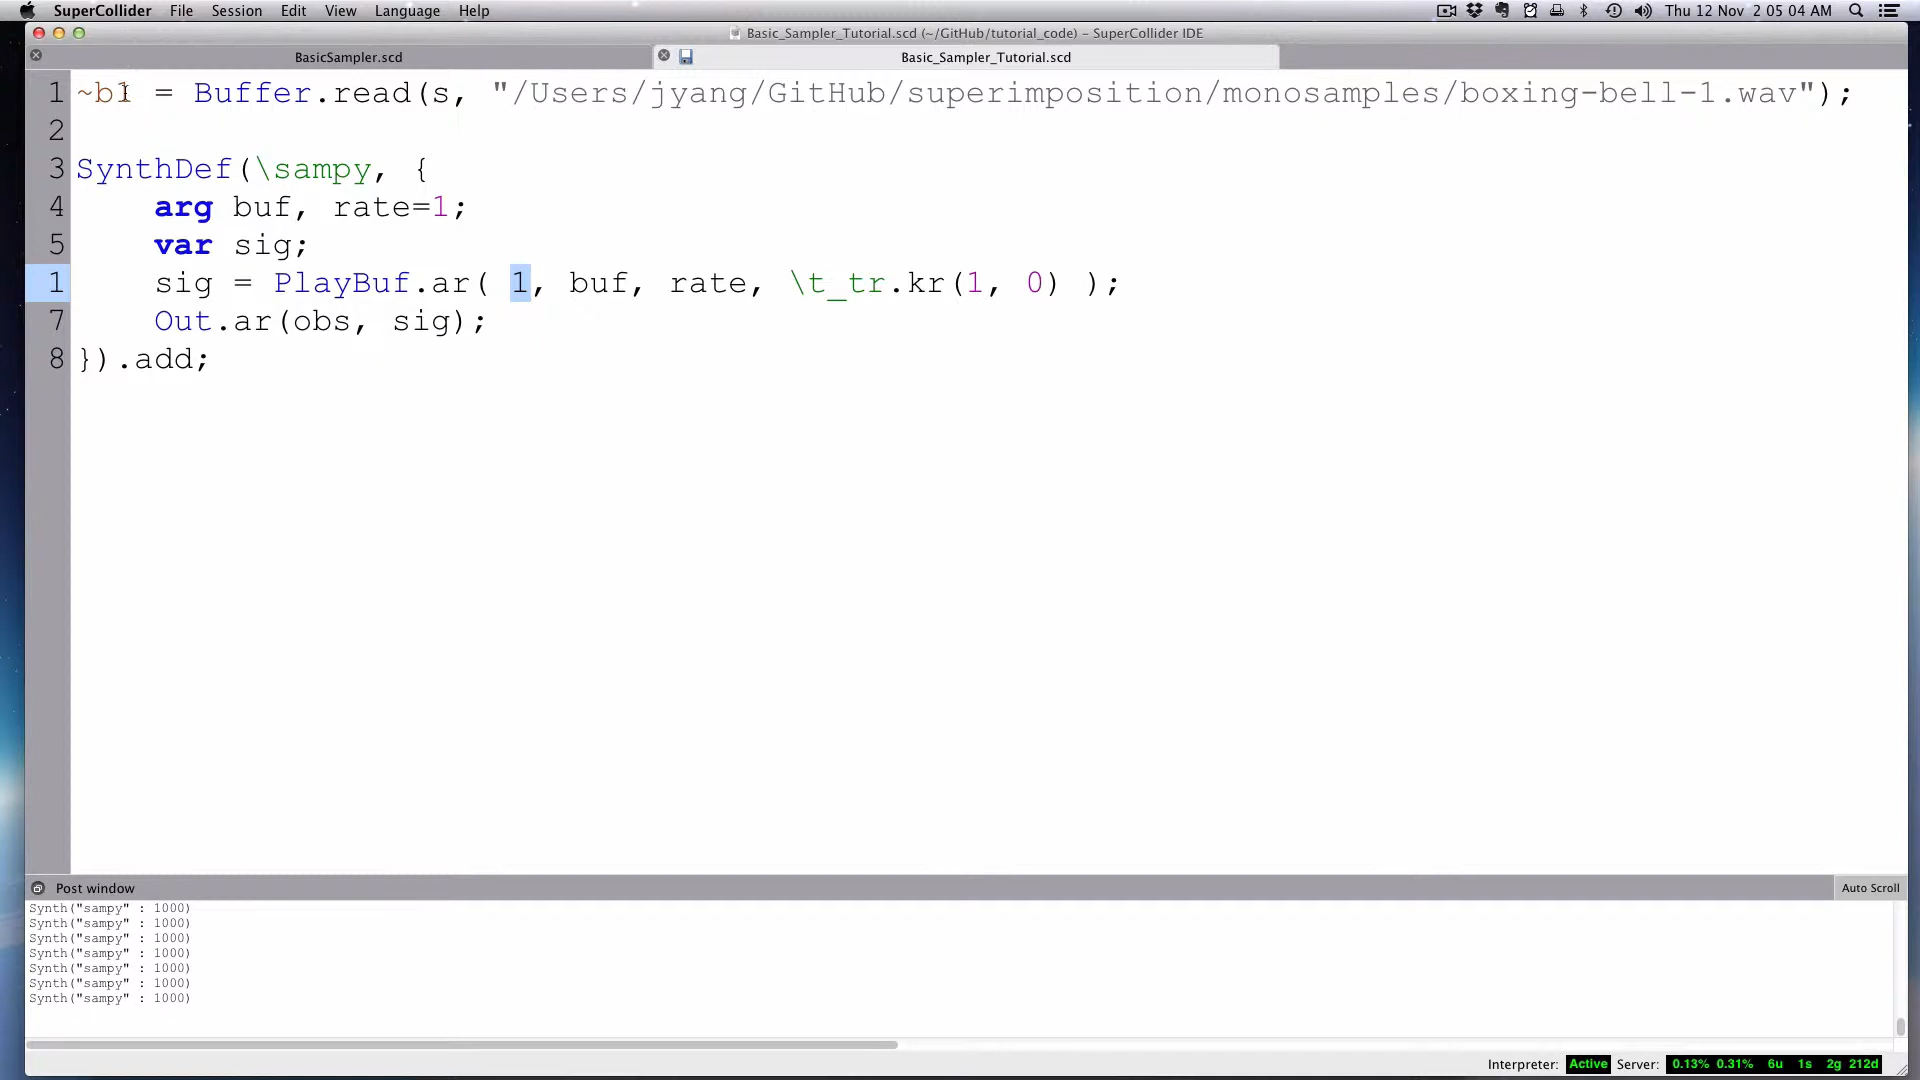 SuperCollider File Session Edit View Language Help Thu 12 Nov 2 05 04 AM
Basic_Sampler_Tutorial.scd (~/GitHub/tutorial_code) – SuperCollider IDE
BasicSampler.scd Basic_Sampler_Tutorial.scd
1 ~b1 = Buffer.read(s, "/Users/jyang/GitHub/superimposition/monosamples/boxing-bell-1.wav");
2
3 SynthDef(\sampy, {
4 arg buf, rate=1;
5 var sig;
1 sig = PlayBuf.ar( 1, buf, rate, \t_tr.kr(1, 0) );
7 Out.ar(obs, sig);
8 }).add;
Post window Auto Scroll
Synth("sampy" : 1000)
Synth("sampy" : 1000)
Synth("sampy" : 1000)
Synth("sampy" : 1000)
Synth("sampy" : 1000)
Synth("sampy" : 1000)
Synth("sampy" : 1000)
Interpreter: Active Server: 0.13% 0.31% 6u 1s 2g 212d